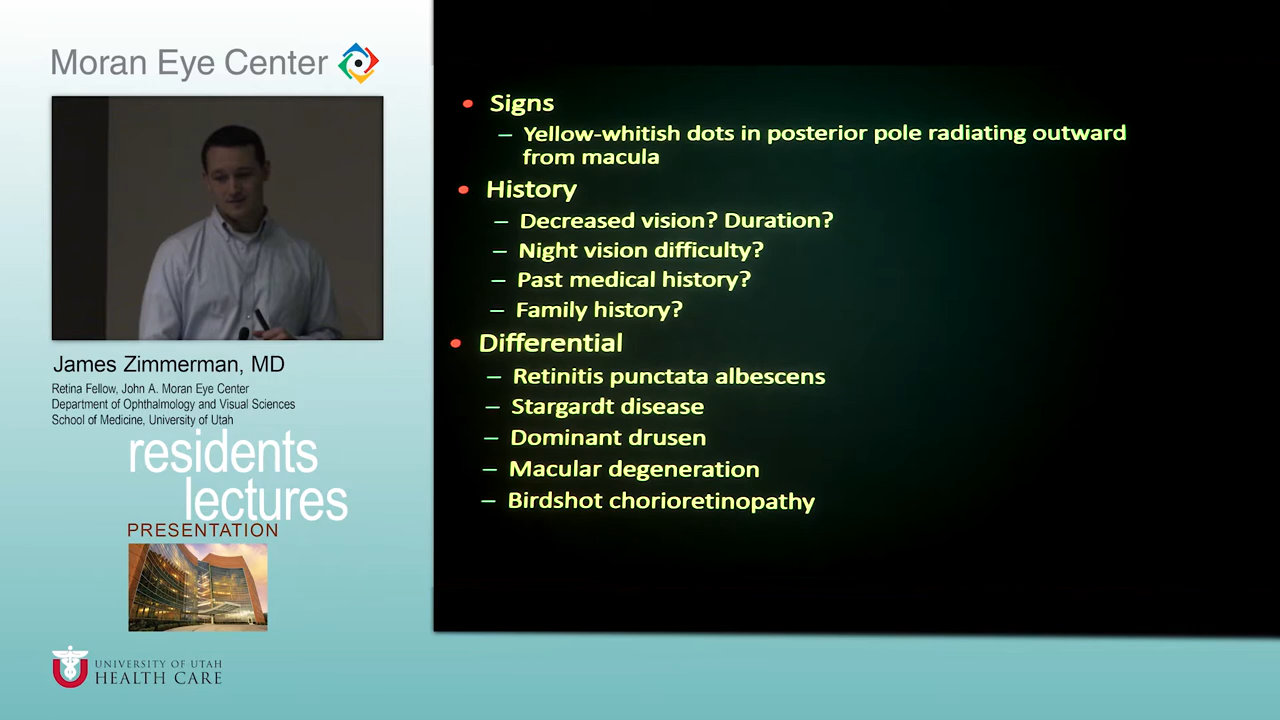 Moran Eye Center
James Zimmerman, MD
Retina Fellow, John A. Moran Eye Center
Department of Ophthalmology and Visual Sciences
School of Medicine, University of Utah
residents
lectures
PRESENTATION
UNIVERSITY OF UTAH
HEALTH CARE
• Signs
– Yellow-whitish dots in posterior pole radiating outward
from macula
• History
– Decreased vision? Duration?
– Night vision difficulty?
– Past medical history?
– Family history?
• Differential
– Retinitis punctata albescens
– Stargardt disease
– Dominant drusen
– Macular degeneration
– Birdshot chorioretinopathy